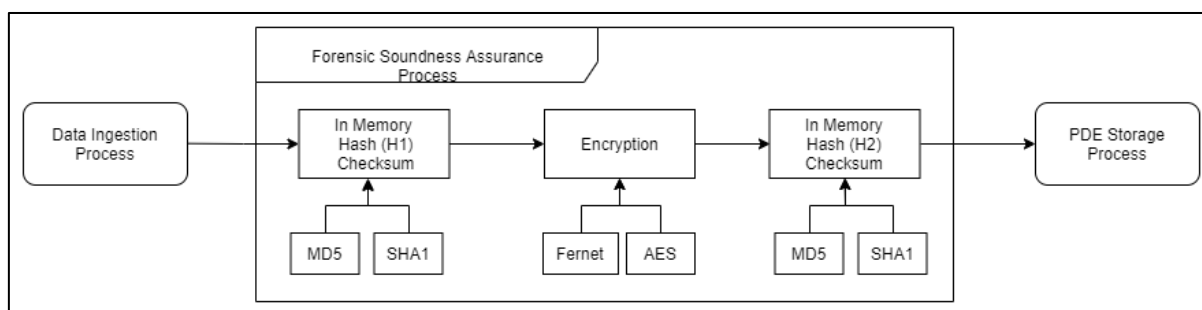 Forensic Soundness Assurance
Process
Data Ingestion
Process
In Memory
Hash (H1)
Checksum
Encryption
In Memory
Hash (H2)
Checksum
PDE Storage
Process
MD5
SHA1
Fernet
AES
MD5
SHA1